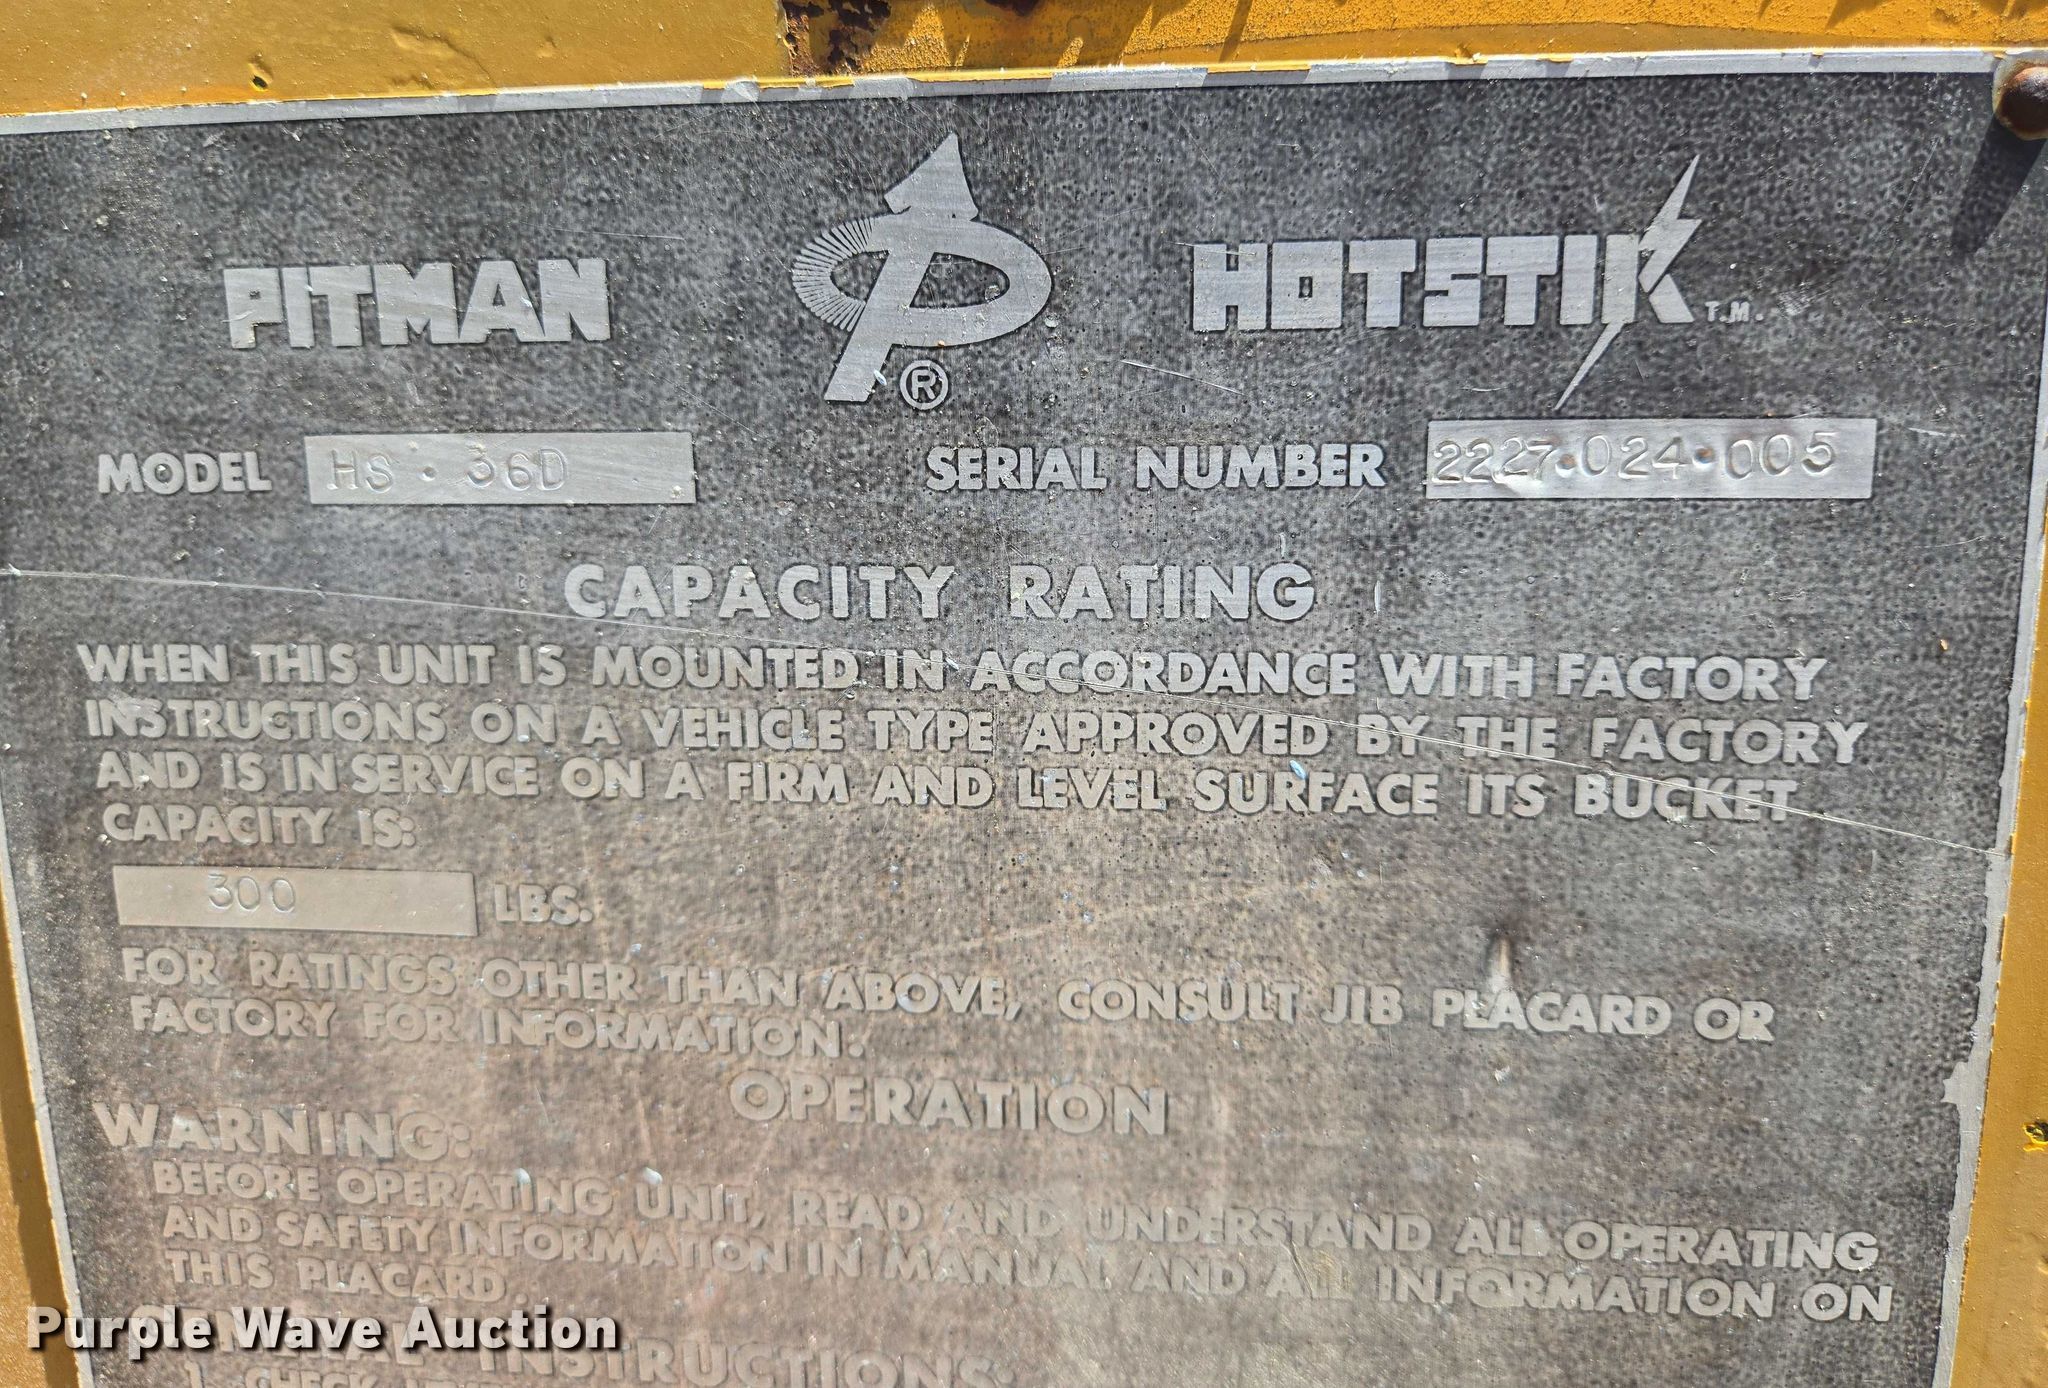 PITMAN P ® HOTSTIK T.M.
MODEL HS • 36D SERIAL NUMBER 2227•024•005
CAPACITY RATING
WHEN THIS UNIT IS MOUNTED IN ACCORDANCE WITH FACTORY
INSTRUCTIONS ON A VEHICLE TYPE APPROVED BY THE FACTORY
AND IS IN SERVICE ON A FIRM AND LEVEL SURFACE ITS BUCKET
CAPACITY IS:
300 LBS.
FOR RATINGS OTHER THAN ABOVE, CONSULT JIB PLACARD OR
FACTORY FOR INFORMATION.
OPERATION
WARNING:
BEFORE OPERATING UNIT, READ AND UNDERSTAND ALL OPERATING
AND SAFETY INFORMATION IN MANUAL AND ALL INFORMATION ON
THIS PLACARD.
GENERAL INSTRUCTIONS:
1. CHECK
Purple Wave Auction